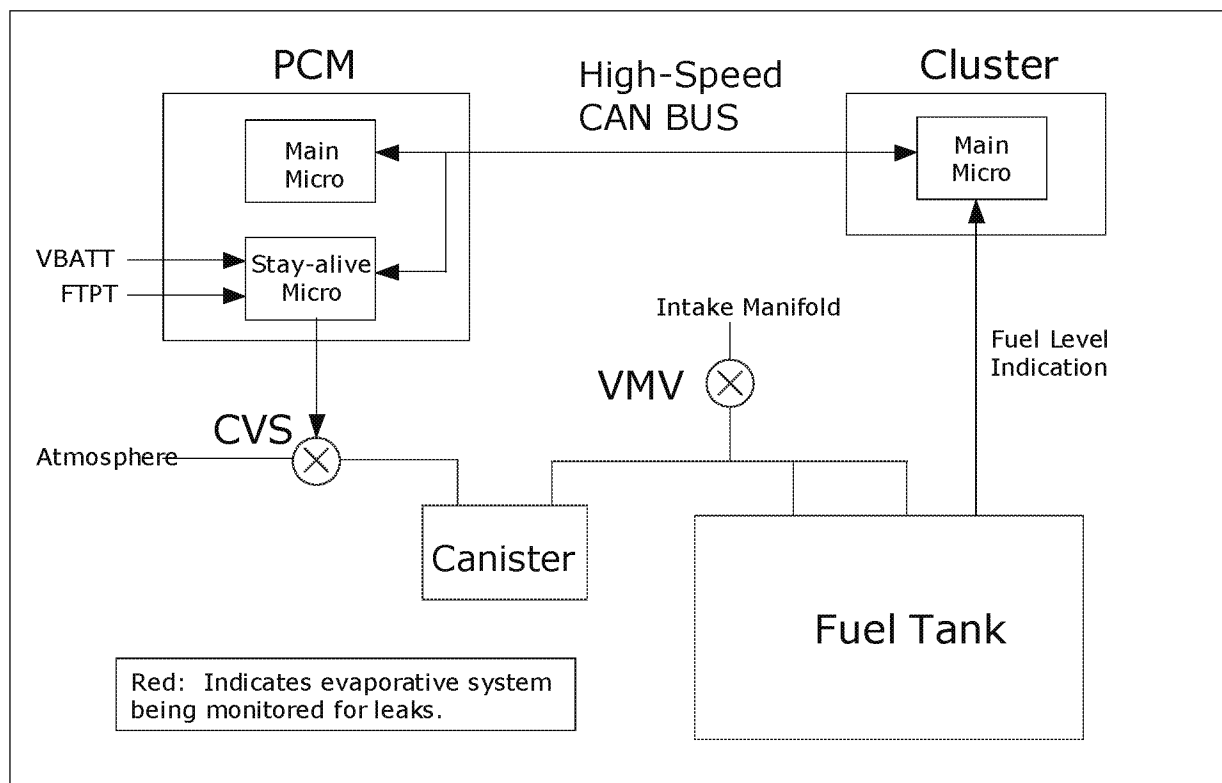 PCM
High-Speed
CAN BUS
Cluster
Main
Micro
Main
Micro
VBATT
FTPT
Stay-alive
Micro
Intake Manifold
Fuel Level
Indication
VMV
CVS
Atmosphere
Canister
Fuel Tank
Red: Indicates evaporative system
being monitored for leaks.